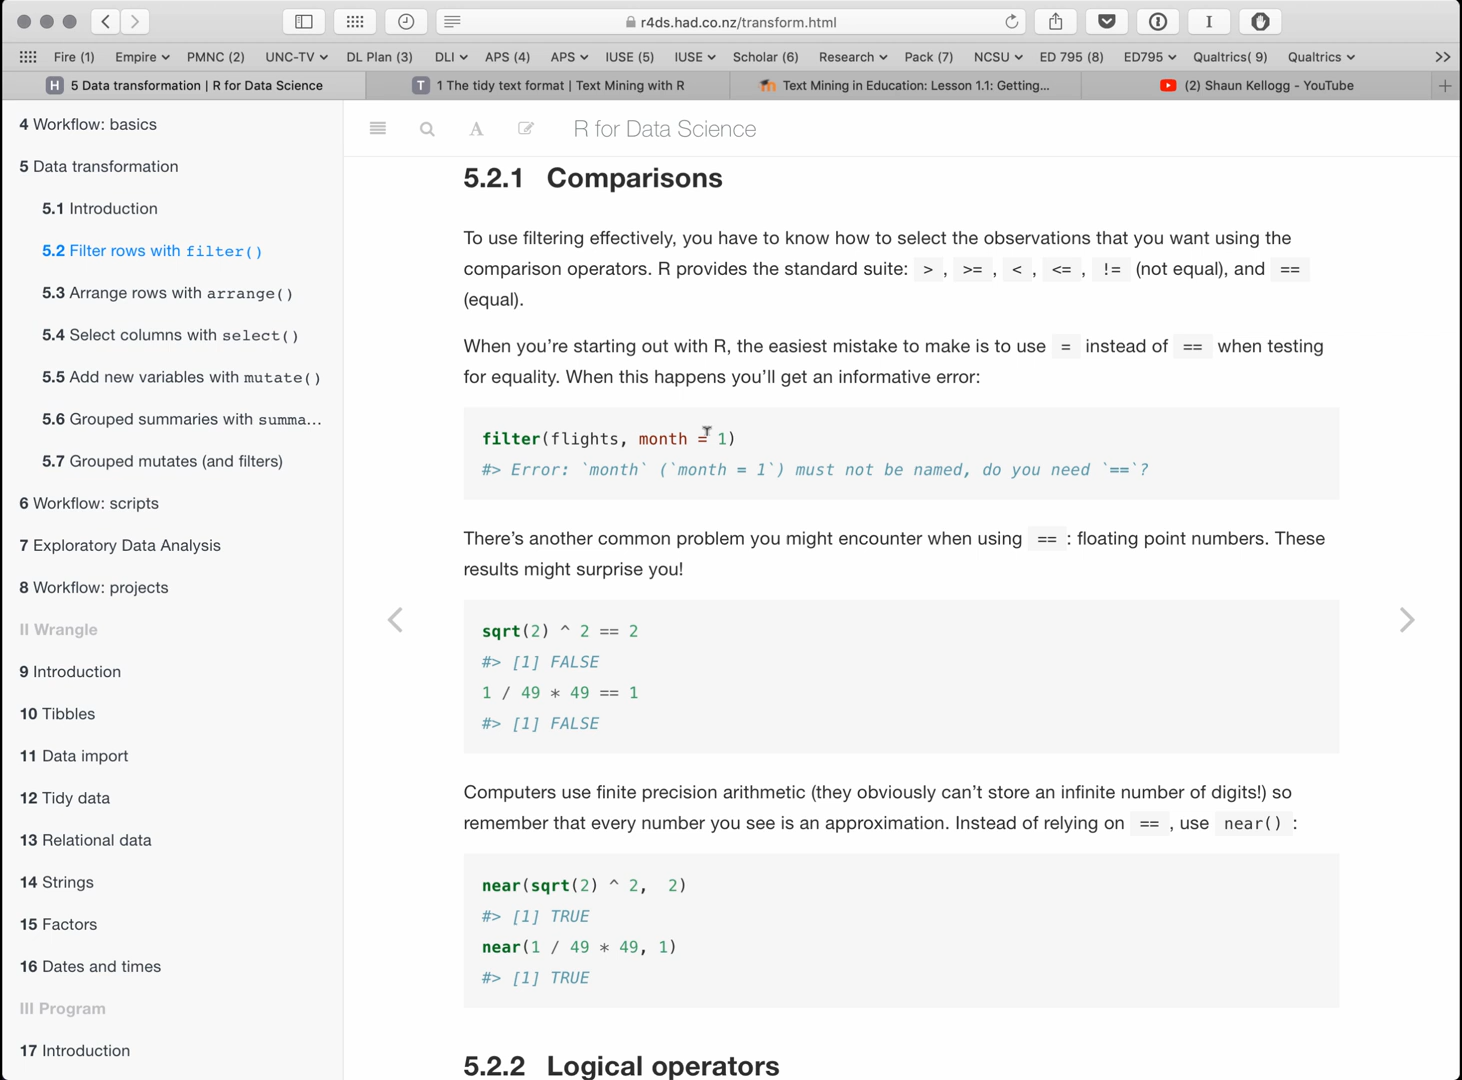 r4ds.had.co.nz/transform.html
Fire (1) Empire PMNC (2) UNC-TV DL Plan (3) DLI APS (4) APS IUSE (5) IUSE Scholar (6) Research Pack (7) NCSU ED 795 (8) ED795 Qualtrics( 9) Qualtrics >>
H 5 Data transformation | R for Data Science
T 1 The tidy text format | Text Mining with R
Text Mining in Education: Lesson 1.1: Getting...
(2) Shaun Kellogg - YouTube
4 Workflow: basics
5 Data transformation
5.1 Introduction
5.2 Filter rows with filter()
5.3 Arrange rows with arrange()
5.4 Select columns with select()
5.5 Add new variables with mutate()
5.6 Grouped summaries with summa...
5.7 Grouped mutates (and filters)
6 Workflow: scripts
7 Exploratory Data Analysis
8 Workflow: projects
II Wrangle
9 Introduction
10 Tibbles
11 Data import
12 Tidy data
13 Relational data
14 Strings
15 Factors
16 Dates and times
III Program
17 Introduction
A R for Data Science
5.2.1 Comparisons
To use filtering effectively, you have to know how to select the observations that you want using the
comparison operators. R provides the standard suite: > , >= , < , <= , != (not equal), and ==
(equal).
When you’re starting out with R, the easiest mistake to make is to use = instead of == when testing
for equality. When this happens you’ll get an informative error:
filter(flights, month = 1)
#> Error: `month` (`month = 1`) must not be named, do you need `==`?
There’s another common problem you might encounter when using == : floating point numbers. These
results might surprise you!
sqrt(2) ^ 2 == 2
#> [1] FALSE
1 / 49 * 49 == 1
#> [1] FALSE
Computers use finite precision arithmetic (they obviously can’t store an infinite number of digits!) so
remember that every number you see is an approximation. Instead of relying on == , use near() :
near(sqrt(2) ^ 2,  2)
#> [1] TRUE
near(1 / 49 * 49, 1)
#> [1] TRUE
5.2.2 Logical operators